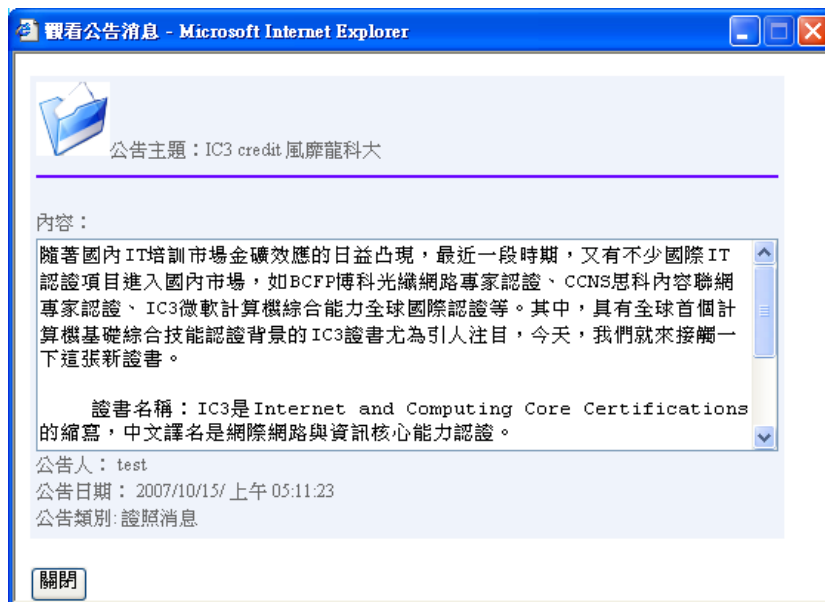 觀看公告消息 - Microsoft Internet Explorer
公告主題：IC3 credit 風靡龍科大
內容：
隨著國內IT培訓市場金礦效應的日益凸現，最近一段時期，又有不少國際IT
認證項目進入國內市場，如BCFP博科光纖網路專家認證、CCNS思科內容聯網
專家認證、IC3微軟計算機綜合能力全球國際認證等。其中，具有全球首個計
算機基礎綜合技能認證背景的IC3證書尤為引人注目，今天，我們就來接觸一
下這張新證書。
證書名稱：IC3是Internet and Computing Core Certifications
的縮寫，中文譯名是網際網路與資訊核心能力認證。
公告人： test
公告日期： 2007/10/15/ 上午 05:11:23
公告類別: 證照消息
關閉